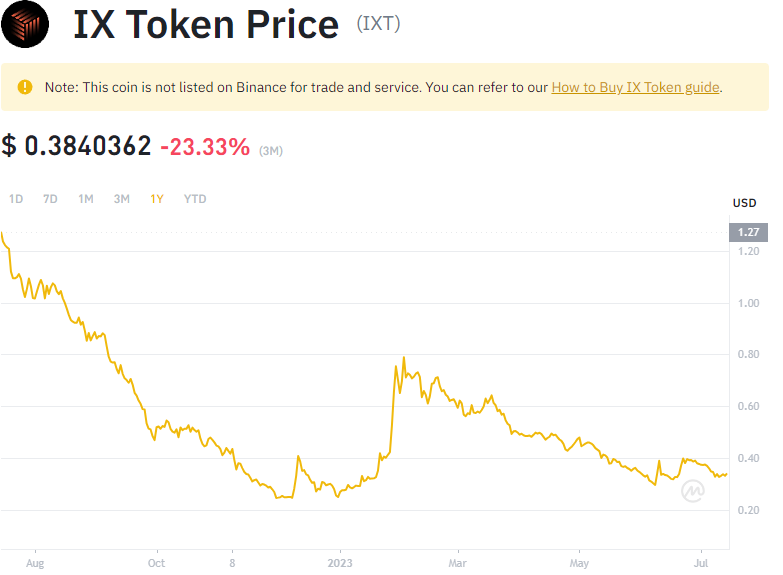 IX Token Price (IXT)
Note: This coin is not listed on Binance for trade and service. You can refer to our How to Buy IX Token guide.
$ 0.3840362 -23.33% (3M)
1D 7D 1M 3M 1Y YTD
USD
1.27
1.20
1.00
0.80
0.60
0.40
0.20
Aug Oct 8 2023 Mar May Jul